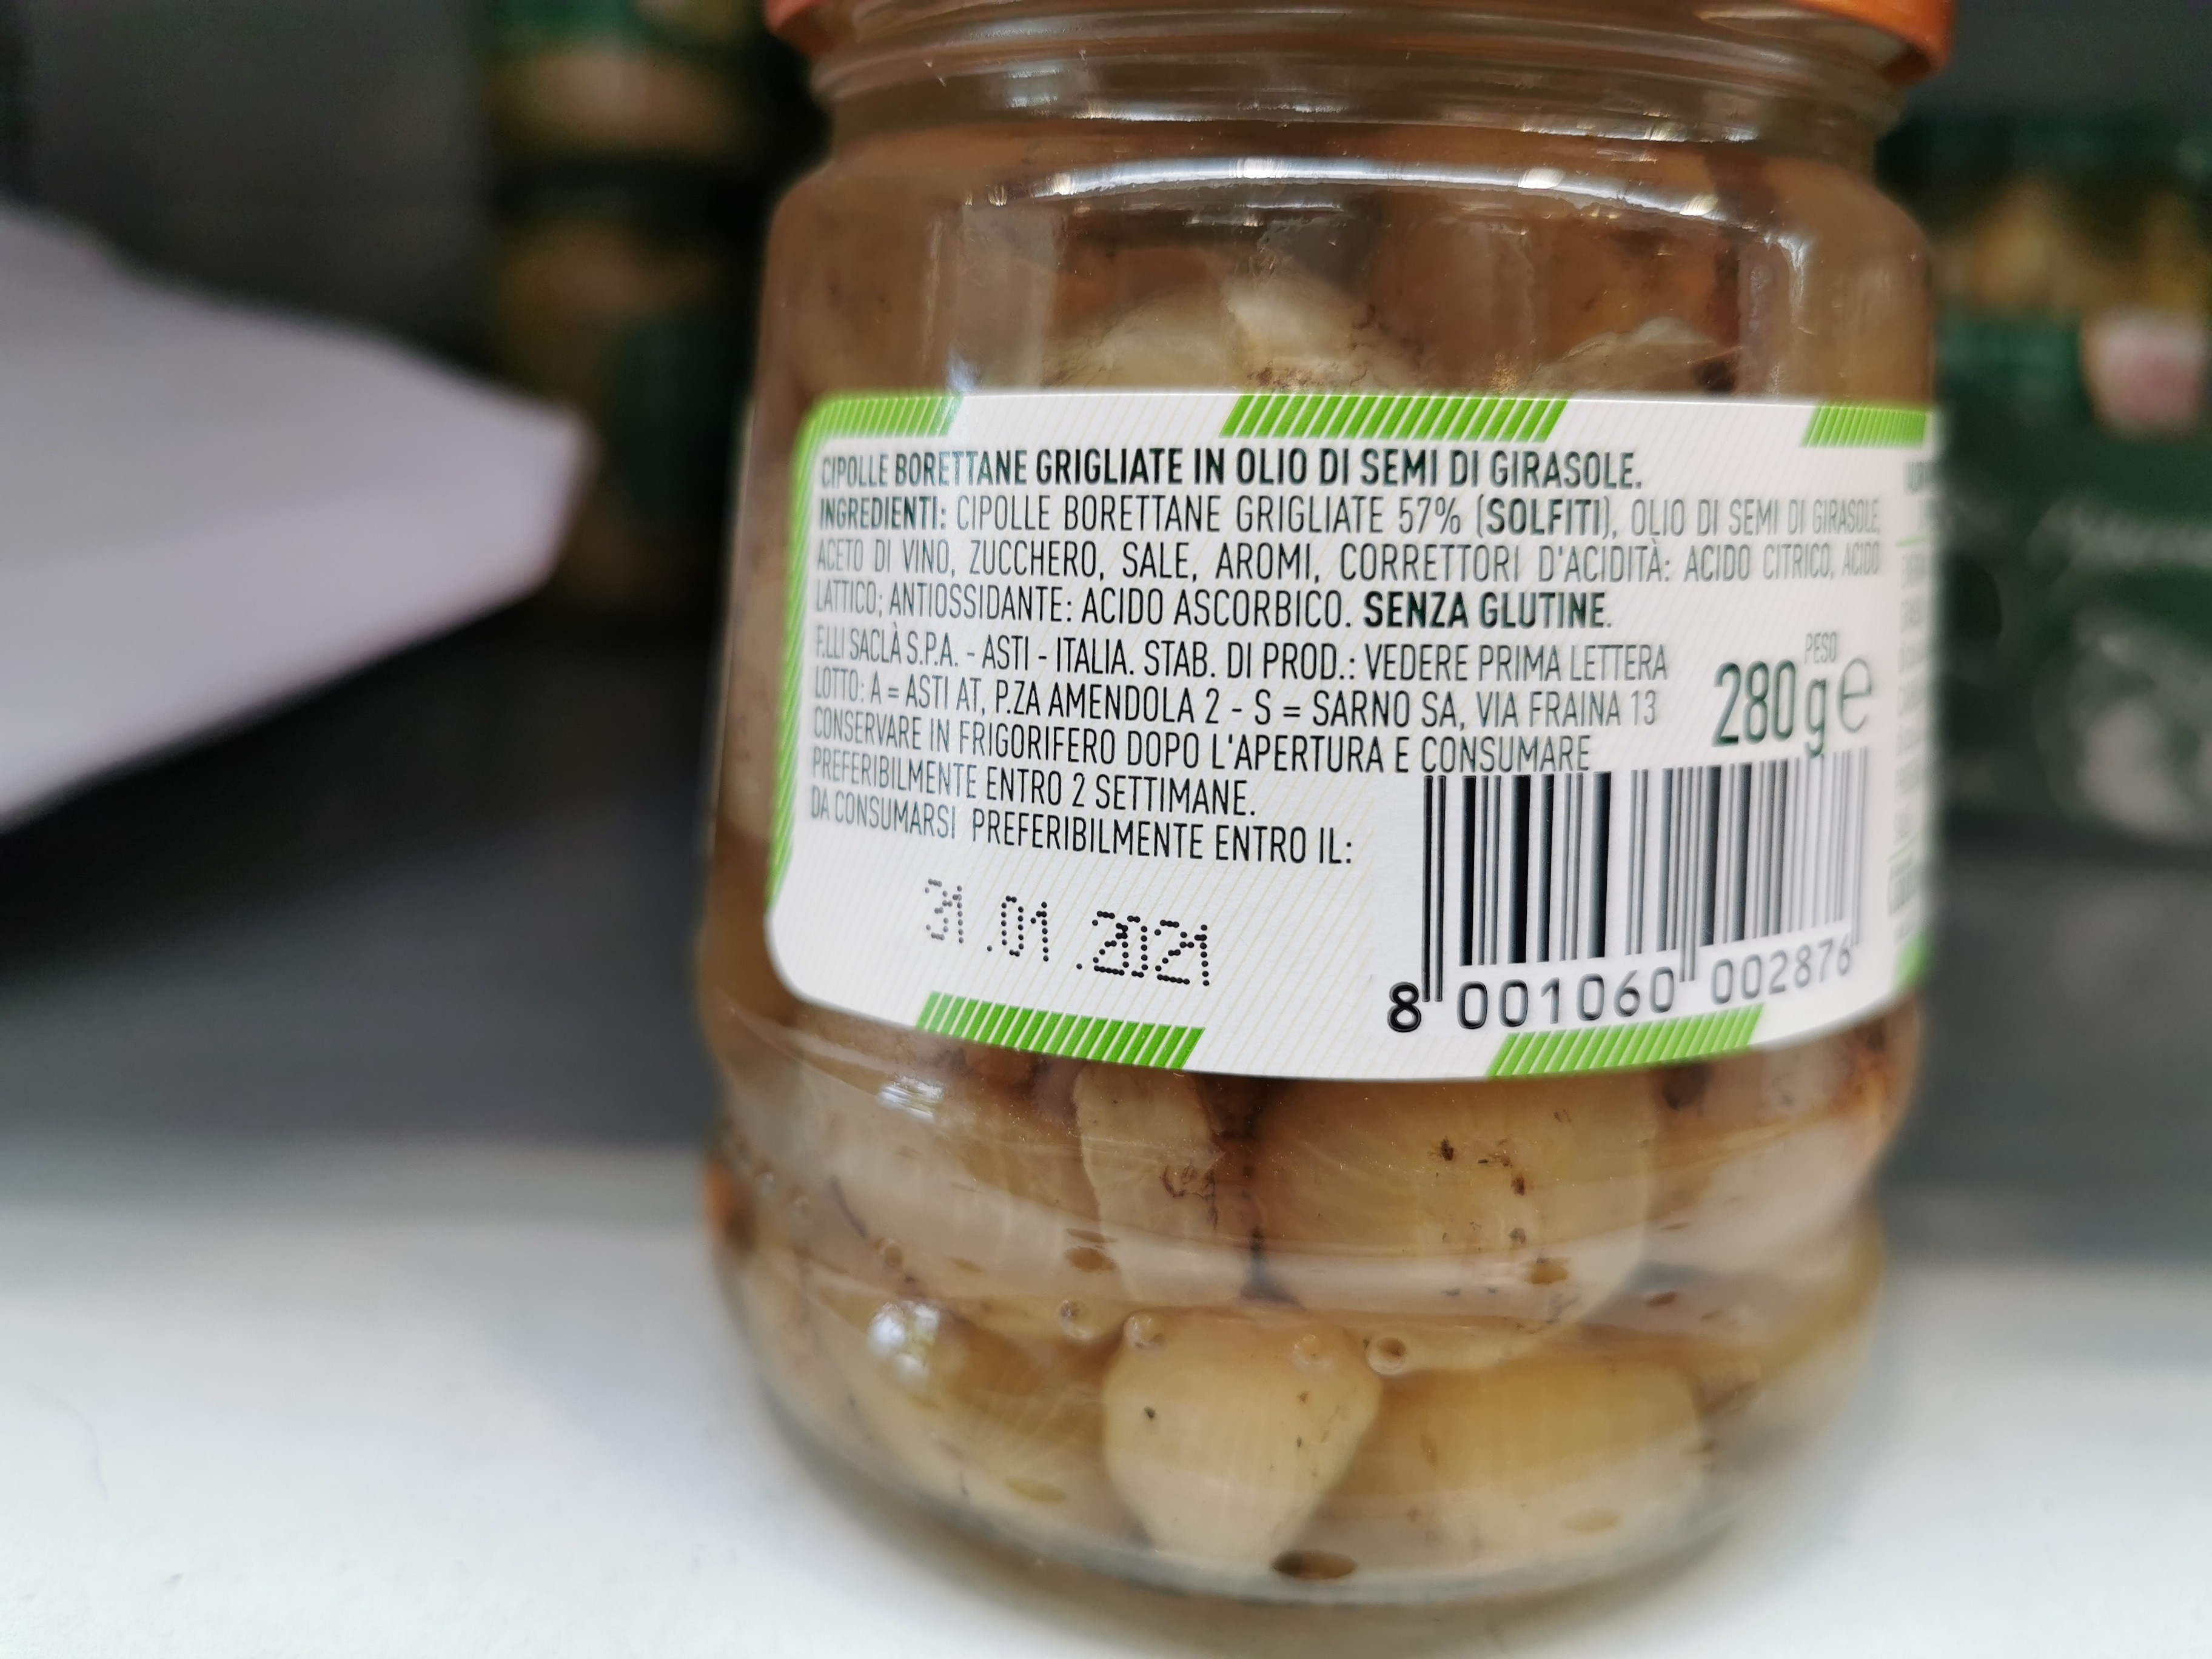 CIPOLLE BORETTANE GRIGLIATE IN OLIO DI SEMI DI GIRASOLE.
INGREDIENTI: CIPOLLE BORETTANE GRIGLIATE 57% (SOLFITI), OLIO DI SEMI DI GIRASOLE,
ACETO DI VINO, ZUCCHERO, SALE, AROMI, CORRETTORI D'ACIDITÀ: ACIDO CITRICO, ACIDO
LATTICO; ANTIOSSIDANTE: ACIDO ASCORBICO. SENZA GLUTINE.
F.LLI SACLÀ S.P.A. - ASTI - ITALIA. STAB. DI PROD.: VEDERE PRIMA LETTERA
LOTTO: A = ASTI AT, P.ZA AMENDOLA 2 - S = SARNO SA, VIA FRAINA 13
CONSERVARE IN FRIGORIFERO DOPO L'APERTURA E CONSUMARE
PREFERIBILMENTE ENTRO 2 SETTIMANE.
DA CONSUMARSI PREFERIBILMENTE ENTRO IL:
31.01.2021
PESO
280 g e
8 001060 002876